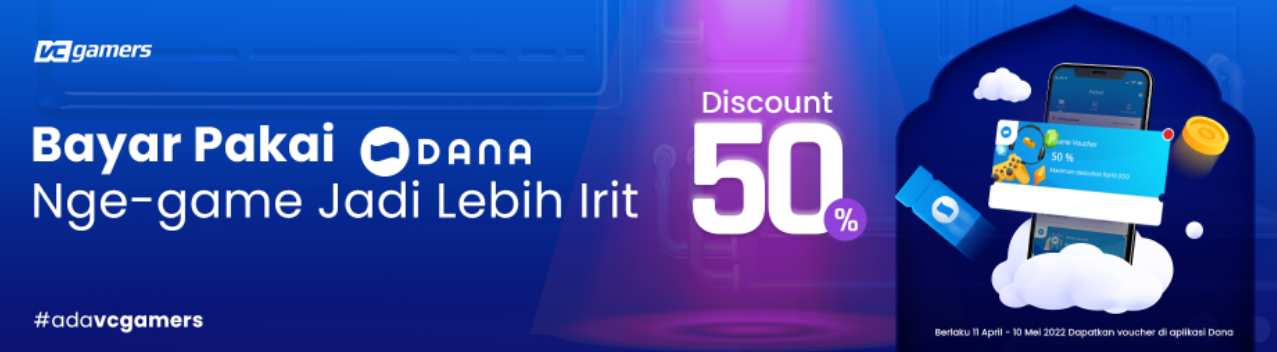 VCgamers
Bayar Pakai DANA
Nge-game Jadi Lebih Irit
#adavcgamers
Discount
50%
Voucher
50 %
Berlaku 11 April - 10 Mei 2022 Dapatkan voucher di aplikasi Dana